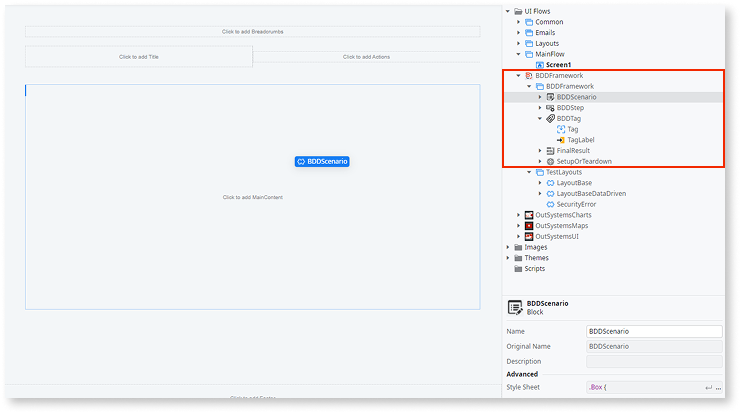 Click to add Breadcrumbs
Click to add Title
Click to add Actions
BDDScenario
Click to add MainContent
Click to add Footer
UI Flows
Common
Emails
Layouts
MainFlow
Screen1
BDDFramework
BDDFramework
BDDScenario
BDDStep
BDDTag
Tag
TagLabel
FinalResult
SetupOrTeardown
TestLayouts
LayoutBase
LayoutBaseDataDriven
SecurityError
OutSystemsCharts
OutSystemsMaps
OutSystemsUI
Images
Themes
Scripts
BDDScenario
Block
Name BDDScenario
Original Name BDDScenario
Description
Advanced
Style Sheet .Box { ...